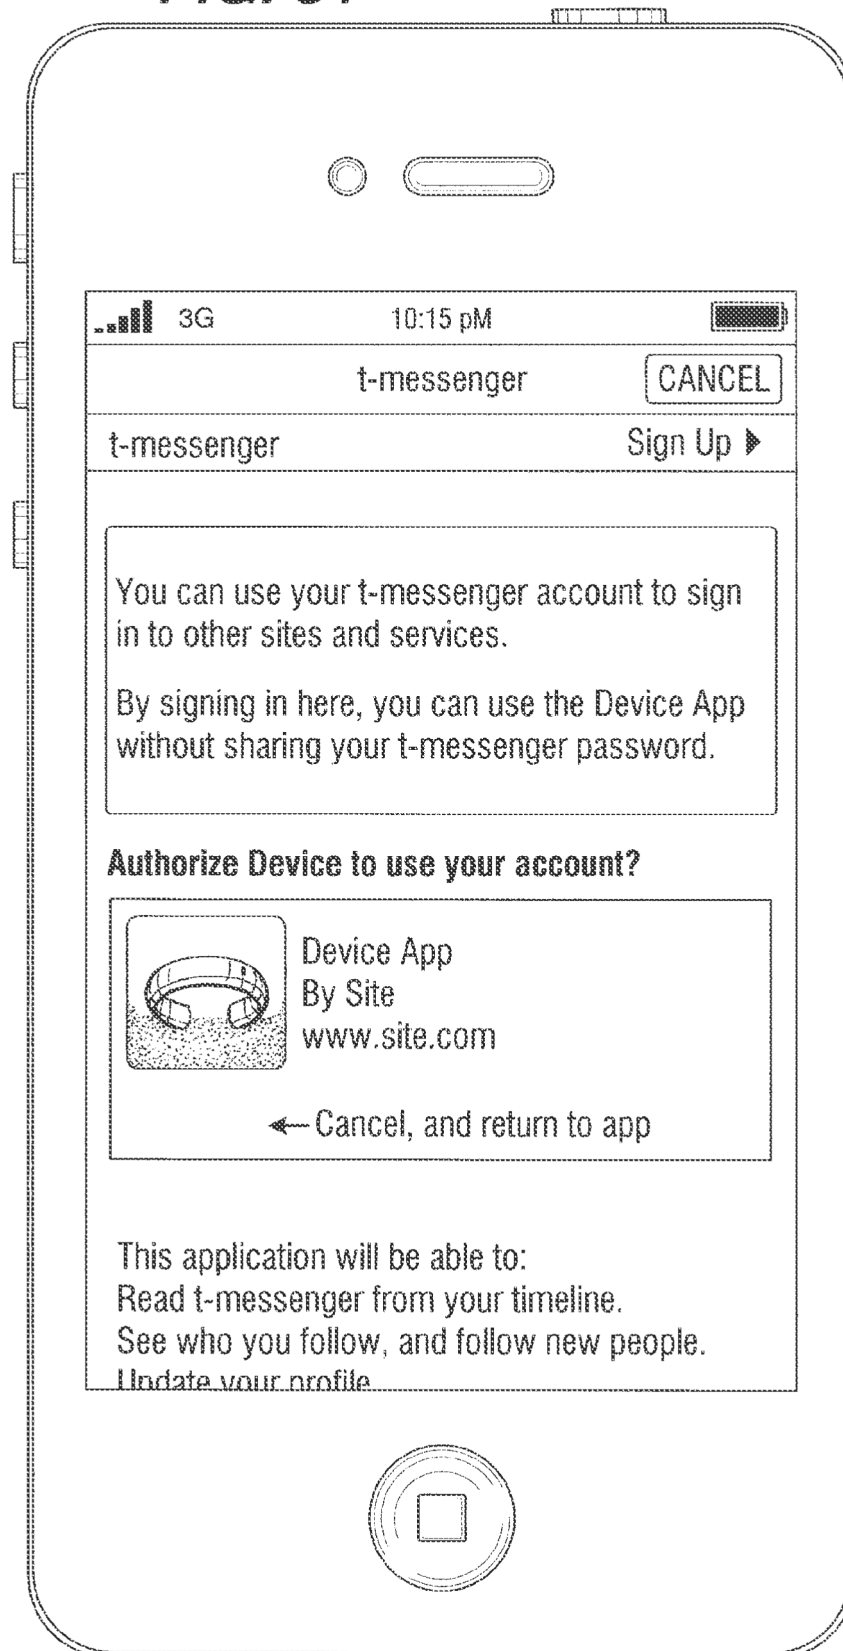 3G 10:15 pM
t-messenger CANCEL
t-messenger Sign Up
You can use your t-messenger account to sign
in to other sites and services.
By signing in here, you can use the Device App
without sharing your t-messenger password.
Authorize Device to use your account?
Device App
By Site
www.site.com
Cancel, and return to app
This application will be able to:
Read t-messenger from your timeline.
See who you follow, and follow new people.
Update your profile